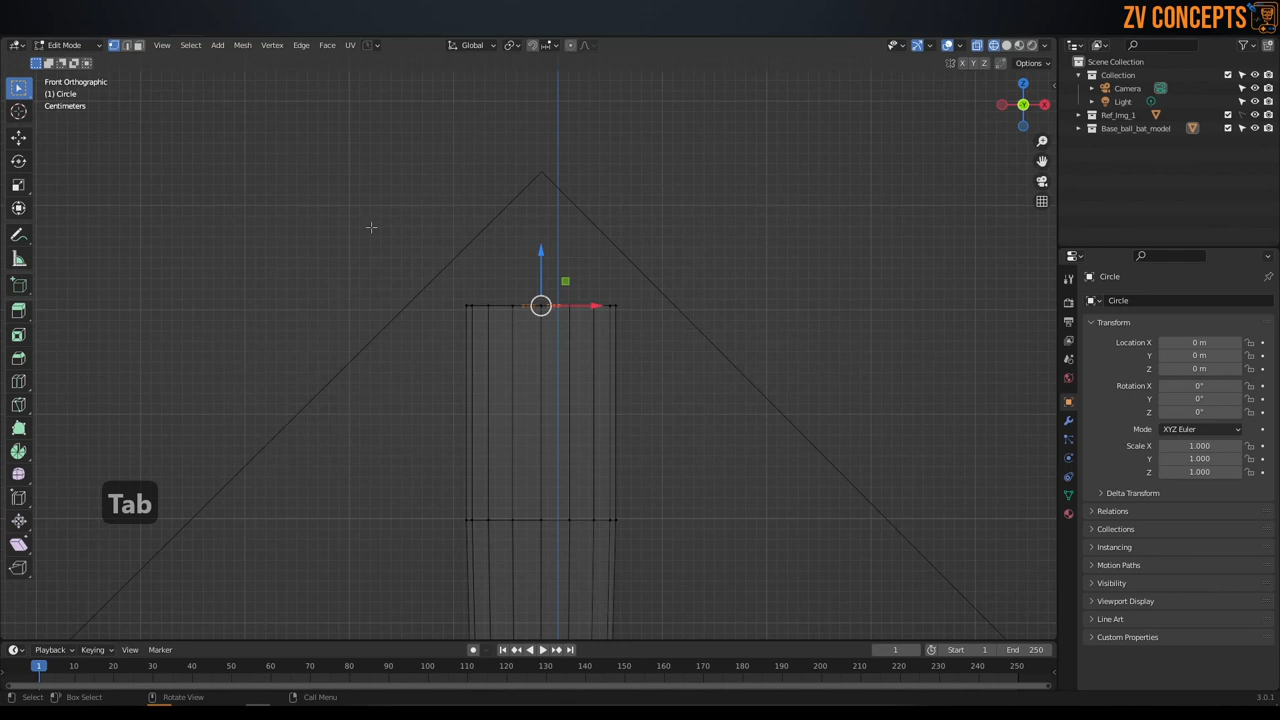 ZV CONCEPTS
Edit Mode View Select Add Mesh Vertex Edge Face UV Global
X Y Z Options
Front Orthographic
(1) Circle
Centimeters
Z
-Y X
Tab
Scene Collection
Collection
Camera
Light
Ref_Img_1
Base_ball_bat_model
Circle
Circle
Transform
Location X 0 m
Y 0 m
Z 0 m
Rotation X 0°
Y 0°
Z 0°
Mode XYZ Euler
Scale X 1.000
Y 1.000
Z 1.000
Delta Transform
Relations
Collections
Instancing
Motion Paths
Visibility
Viewport Display
Line Art
Custom Properties
Playback Keying View Marker 1 Start 1 End 250
1 10 20 30 40 50 60 70 80 90 100 110 120 130 140 150 160 170 180 190 200 210 220 230 240 250
Select Box Select Rotate View Call Menu 3.0.1